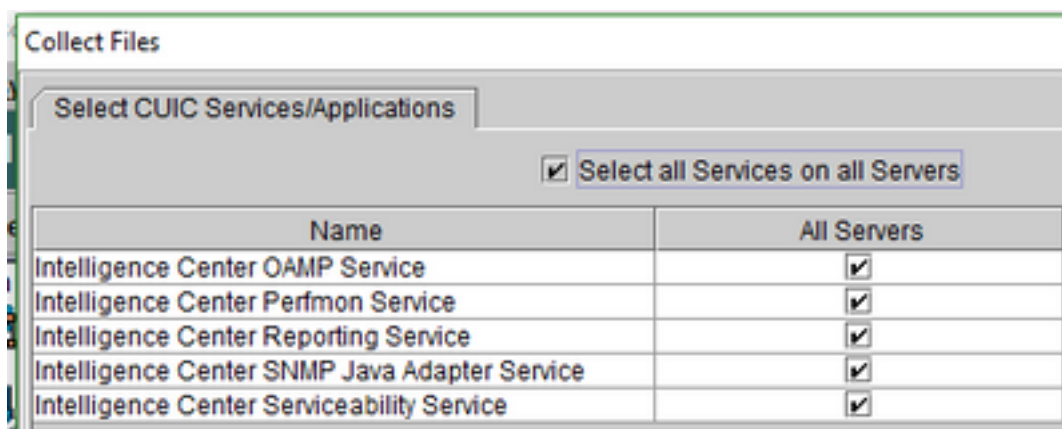 Collect Files
Select CUIC Services/Applications
Select all Services on all Servers
Name All Servers
Intelligence Center OAMP Service
Intelligence Center Perfmon Service
Intelligence Center Reporting Service
Intelligence Center SNMP Java Adapter Service
Intelligence Center Serviceability Service